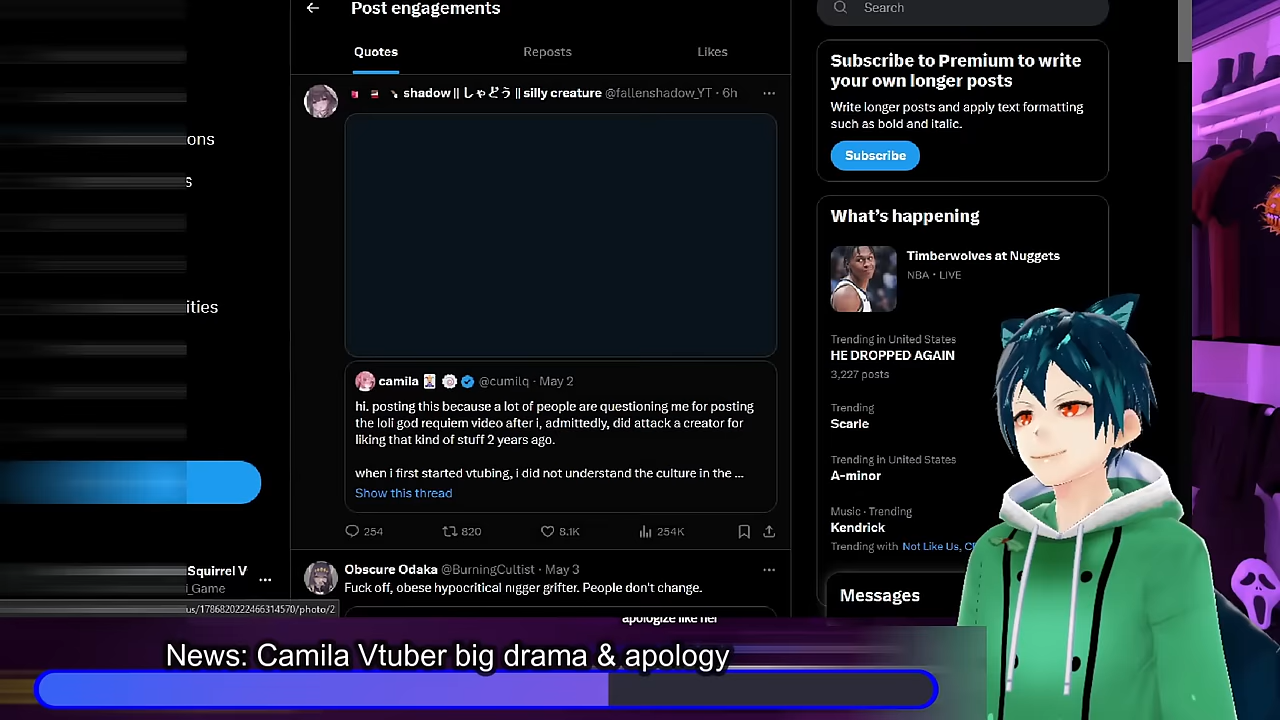 Post engagements
Search
Quotes
Reposts
Likes
shadow || しゃどう || silly creature @fallenshadow_YT · 6h
camila @cumilq · May 2
hi. posting this because a lot of people are questioning me for posting
the loli god requiem video after i, admittedly, did attack a creator for
liking that kind of stuff 2 years ago.
when i first started vtubing, i did not understand the culture in the ...
Show this thread
254
820
8.1K
254K
Obscure Odaka @BurningCultist · May 3
Fuck off, obese hypocritical nıgger grifter. People don't change.
apologize like her
Subscribe to Premium to write
your own longer posts
Write longer posts and apply text formatting
such as bold and italic.
Subscribe
What's happening
Timberwolves at Nuggets
NBA · LIVE
Trending in United States
HE DROPPED AGAIN
3,227 posts
Trending
Scarle
Trending in United States
A-minor
Music · Trending
Kendrick
Trending with Not Like Us,
Messages
ons
s
ities
Squirrel V
i_Game
us/1786820222466314570/photo/2
News: Camila Vtuber big drama & apology